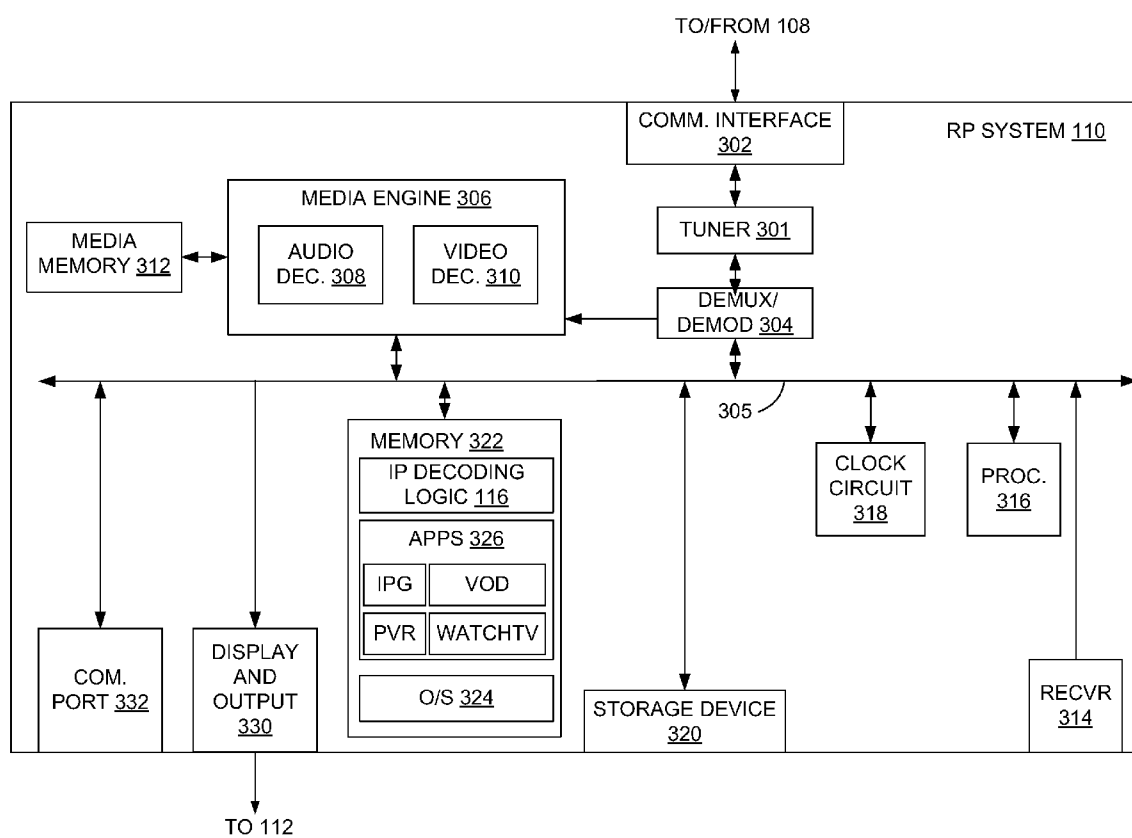 TO/FROM 108
COMM. INTERFACE
302
RP SYSTEM 110
MEDIA ENGINE 306
TUNER 301
MEDIA
MEMORY 312
AUDIO
DEC. 308
VIDEO
DEC. 310
DEMUX/
DEMOD 304
305
MEMORY 322
IP DECODING
LOGIC 116
CLOCK
CIRCUIT
318
PROC.
316
APPS 326
IPG
VOD
PVR
WATCHTV
COM.
PORT 332
DISPLAY
AND
OUTPUT
330
O/S 324
STORAGE DEVICE
320
RECVR
314
TO 112